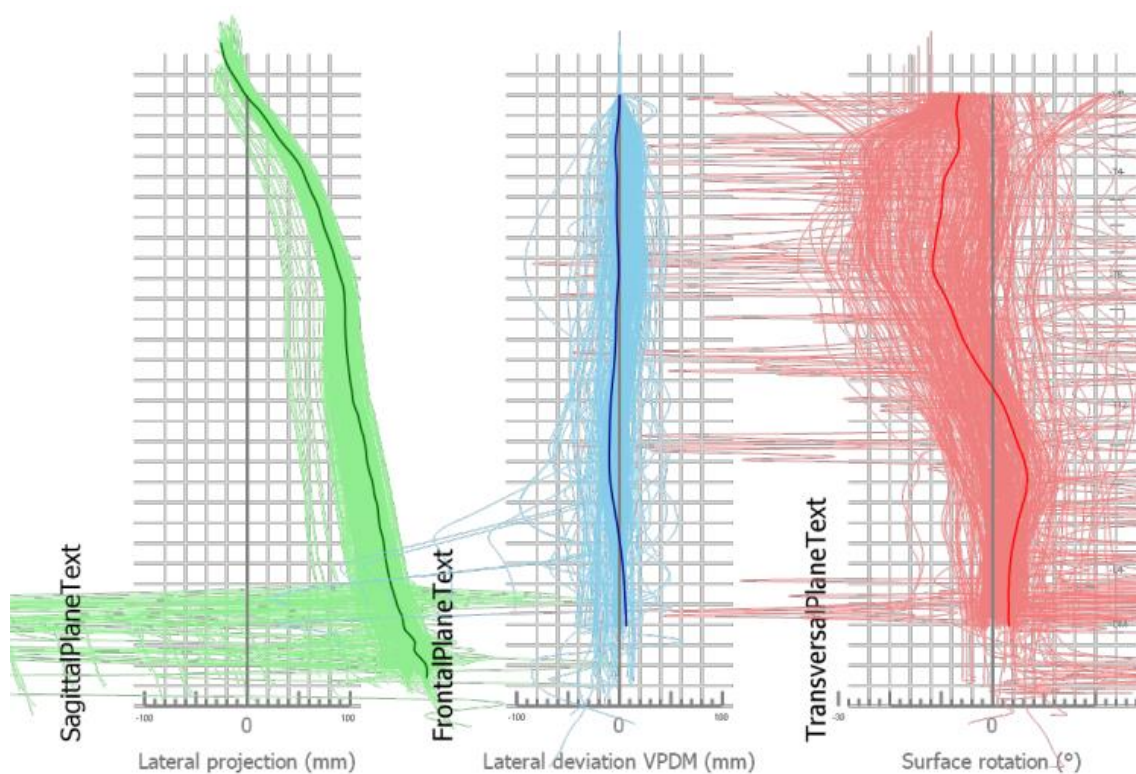 SagittalPlaneText
FrontalPlaneText
TransversalPlaneText
-100
0
100
-100
0
100
-30
0
Lateral projection (mm)
Lateral deviation VPDM (mm)
Surface rotation (°)